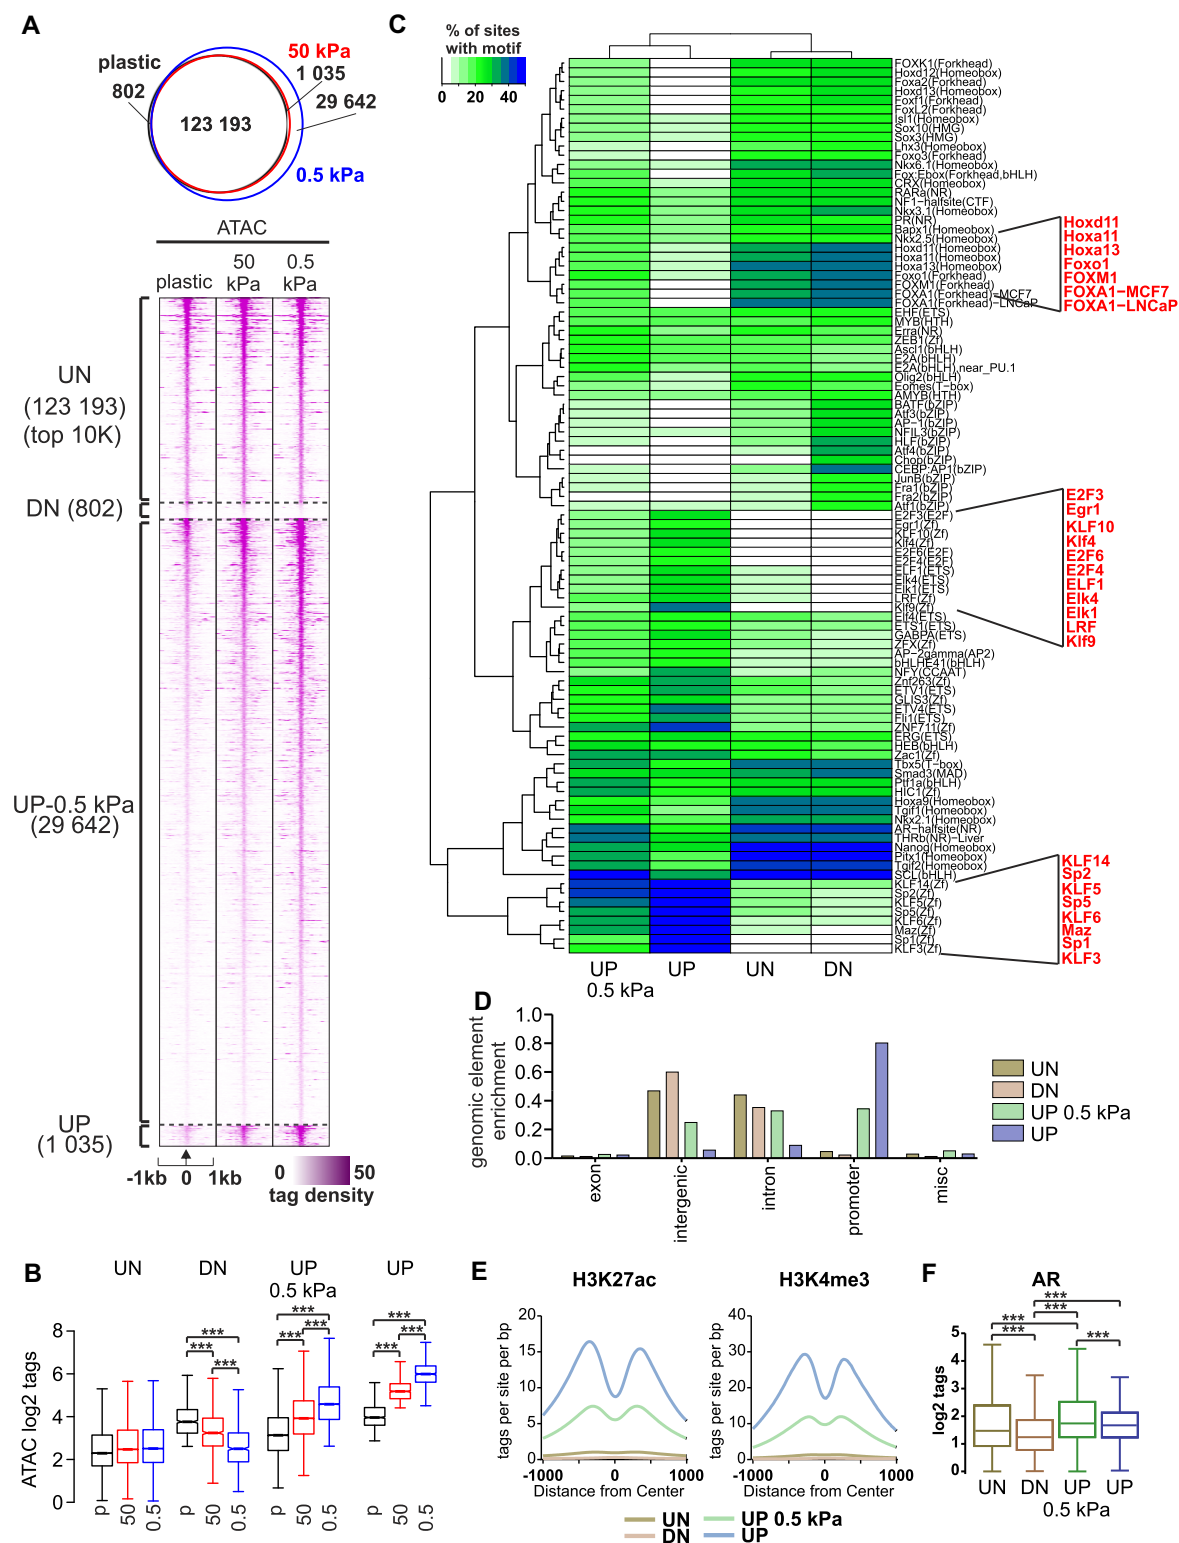 A
plastic
802
50 kPa
1 035
29 642
123 193
0.5 kPa
ATAC
plastic
50
kPa
0.5
kPa
UN
(123 193)
(top 10K)
DN (802)
UP-0.5 kPa
(29 642)
UP
(1 035)
-1kb 0 1kb
0 50
tag density
C
% of sites
with motif
0 20 40
FOXK1(Forkhead)
Hoxd12(Homeobox)
Foxa2(Forkhead)
Hoxd13(Homeobox)
Foxf1(Forkhead)
FoxL2(Forkhead)
Isl1(Homeobox)
Sox10(HMG)
Sox3(HMG)
Lhx3(Homeobox)
Foxo3(Forkhead)
Nkx6.1(Homeobox)
Fox:Ebox(Forkhead,bHLH)
CRX(Homeobox)
RARa(NR)
NF1−halfsite(CTF)
Nkx3.1(Homeobox)
PR(NR)
Bapx1(Homeobox)
Nkx2.5(Homeobox)
Hoxd11(Homeobox)
Hoxa11(Homeobox)
Hoxa13(Homeobox)
Foxo1(Forkhead)
FOXM1(Forkhead)
FOXA1(Forkhead)−MCF7
FOXA1(Forkhead)−LNCaP
EHF(ETS)
MYB(HTH)
Erra(NR)
ZEB1(Zf)
Ascl1(bHLH)
E2A(bHLH)
E2A(bHLH),near_PU.1
Olig2(bHLH)
Eomes(T−box)
AMYB(HTH)
BATF(bZIP)
Atf3(bZIP)
AP−1(bZIP)
NFIL3(bZIP)
HLF(bZIP)
Atf4(bZIP)
Chop(bZIP)
CEBP:AP1(bZIP)
JunB(bZIP)
Fra1(bZIP)
Fra2(bZIP)
Atf1(bZIP)
E2F3(E2F)
Egr1(Zf)
KLF10(Zf)
Klf4(Zf)
E2F6(E2F)
E2F4(E2F)
ELF1(ETS)
Elk4(ETS)
Elk1(ETS)
LRF(Zf)
Klf9(Zf)
Elf4(ETS)
ETS1(ETS)
GABPA(ETS)
ZFX(Zf)
AP−2gamma(AP2)
bHLHE41(bHLH)
NFY(CCAAT)
Znf263(Zf)
ETV1(ETS)
GLIS3(Zf)
ETV4(ETS)
Fli1(ETS)
ZNF711(Zf)
ERG(ETS)
HEB(bHLH)
Zac1(Zf)
Tbx5(T−box)
Smad3(MAD)
Ptf1a(bHLH)
HIC1(Zf)
Hoxa9(Homeobox)
Tgif1(Homeobox)
Nkx2.1(Homeobox)
AR−halfsite(NR)
THRb(NR)−Liver
Nanog(Homeobox)
Pitx1(Homeobox)
Tgif2(Homeobox)
SCL(bHLH)
KLF14(Zf)
Sp2(Zf)
KLF5(Zf)
Sp5(Zf)
KLF6(Zf)
Maz(Zf)
Sp1(Zf)
KLF3(Zf)
Hoxd11
Hoxa11
Hoxa13
Foxo1
FOXM1
FOXA1−MCF7
FOXA1−LNCaP
E2F3
Egr1
KLF10
Klf4
E2F6
E2F4
ELF1
Elk4
Elk1
LRF
Klf9
KLF14
Sp2
KLF5
Sp5
KLF6
Maz
Sp1
KLF3
UP
0.5 kPa
UP
UN
DN
D
genomic element
enrichment
1.0
0.8
0.6
0.4
0.2
0.0
exon
intergenic
intron
promoter
misc
UN
DN
UP 0.5 kPa
UP
B
UN DN UP UP
0.5 kPa
ATAC log2 tags
8
6
4
2
0
*** *** ***
*** *** ***
*** *** ***
p 50 0.5 p 50 0.5 p 50 0.5 p 50 0.5
E
H3K27ac
tags per site per bp
20
15
10
5
0
-1000 0 1000
Distance from Center
H3K4me3
tags per site per bp
40
30
20
10
0
-1000 0 1000
Distance from Center
UN
DN
UP 0.5 kPa
UP
F
AR
log2 tags
5
4
3
2
1
0
***
***
***
***
***
UN DN UP UP
0.5 kPa